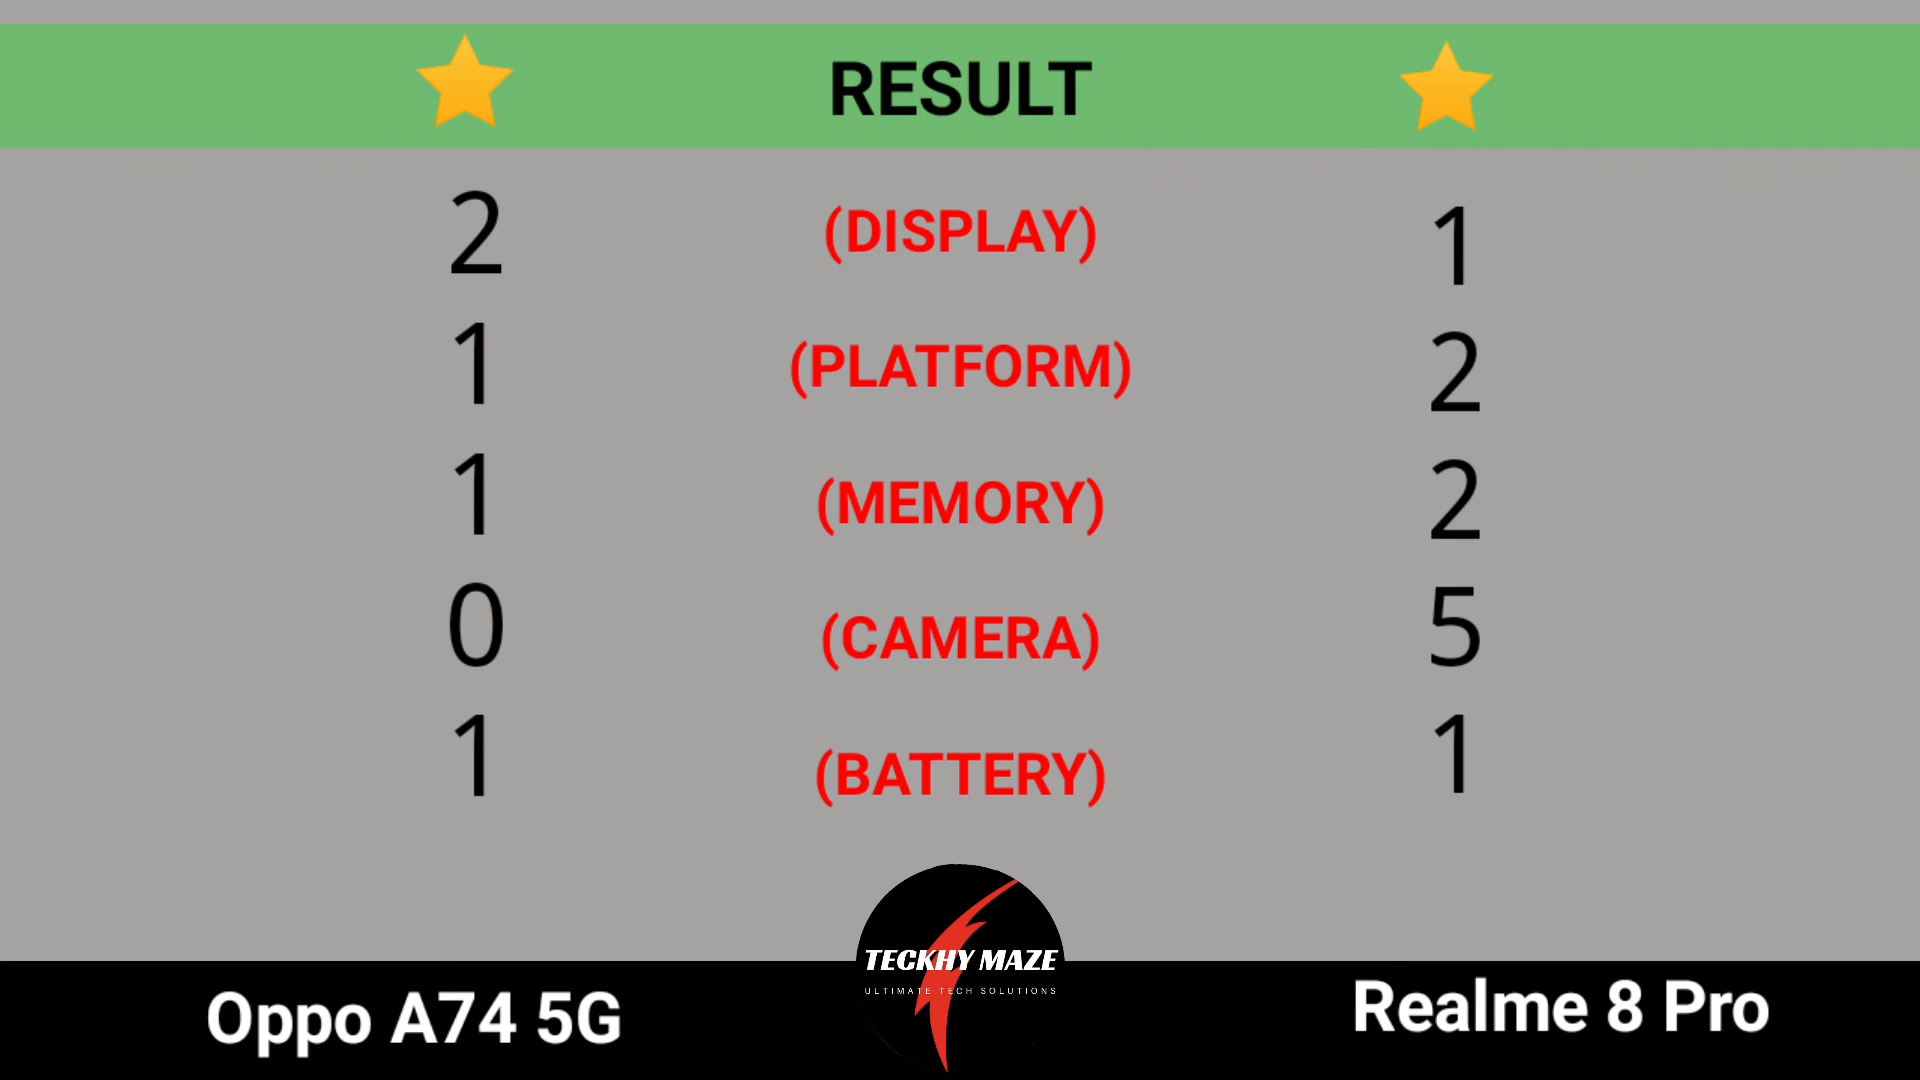 RESULT
2 (DISPLAY) 1
1 (PLATFORM) 2
1 (MEMORY) 2
0 (CAMERA) 5
1 (BATTERY) 1
TECKHY MAZE
ULTIMATE TECH SOLUTIONS
Oppo A74 5G
Realme 8 Pro